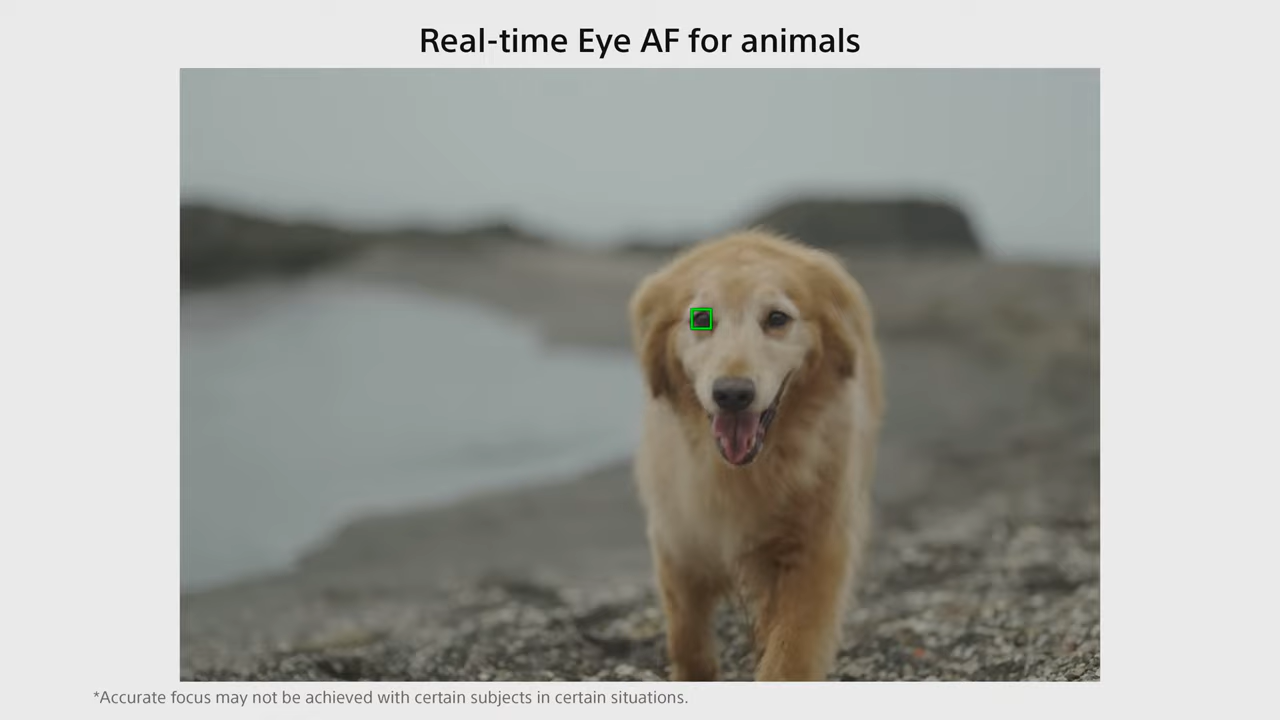 Real-time Eye AF for animals
*Accurate focus may not be achieved with certain subjects in certain situations.